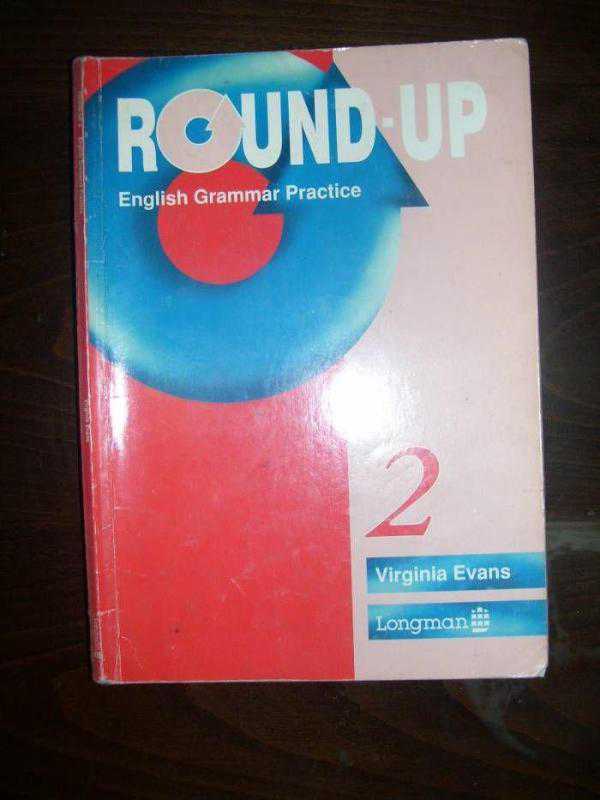 ROUND-UP
English Grammar Practice
2
Virginia Evans
Longman